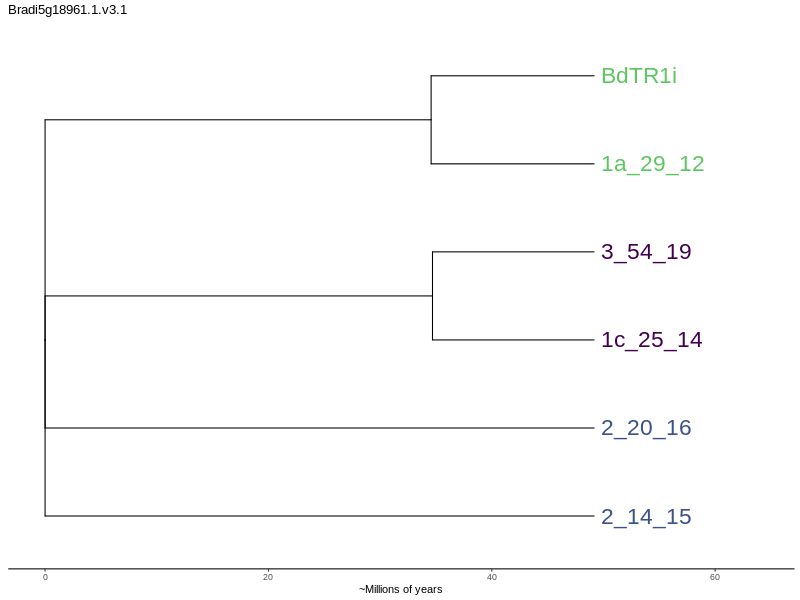 Bradi5g18961.1.v3.1
BdTR1i
1a_29_12
3_54_19
1c_25_14
2_20_16
2_14_15
0 20 40 60
~Millions of years